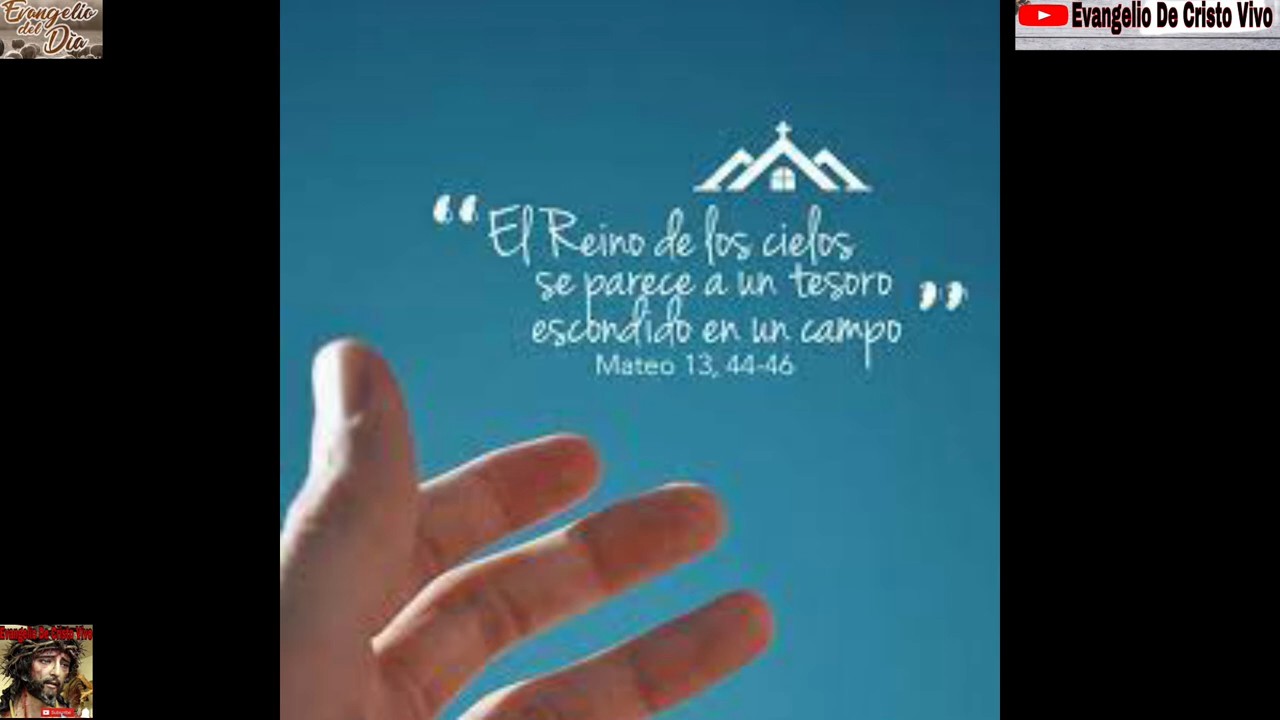 Evangelio
del
Dia
Evangelio De Cristo Vivo
“El Reino de los cielos
se parece a un tesoro
escondido en un campo”
Mateo 13, 44-46
Evangelio De Cristo Vivo